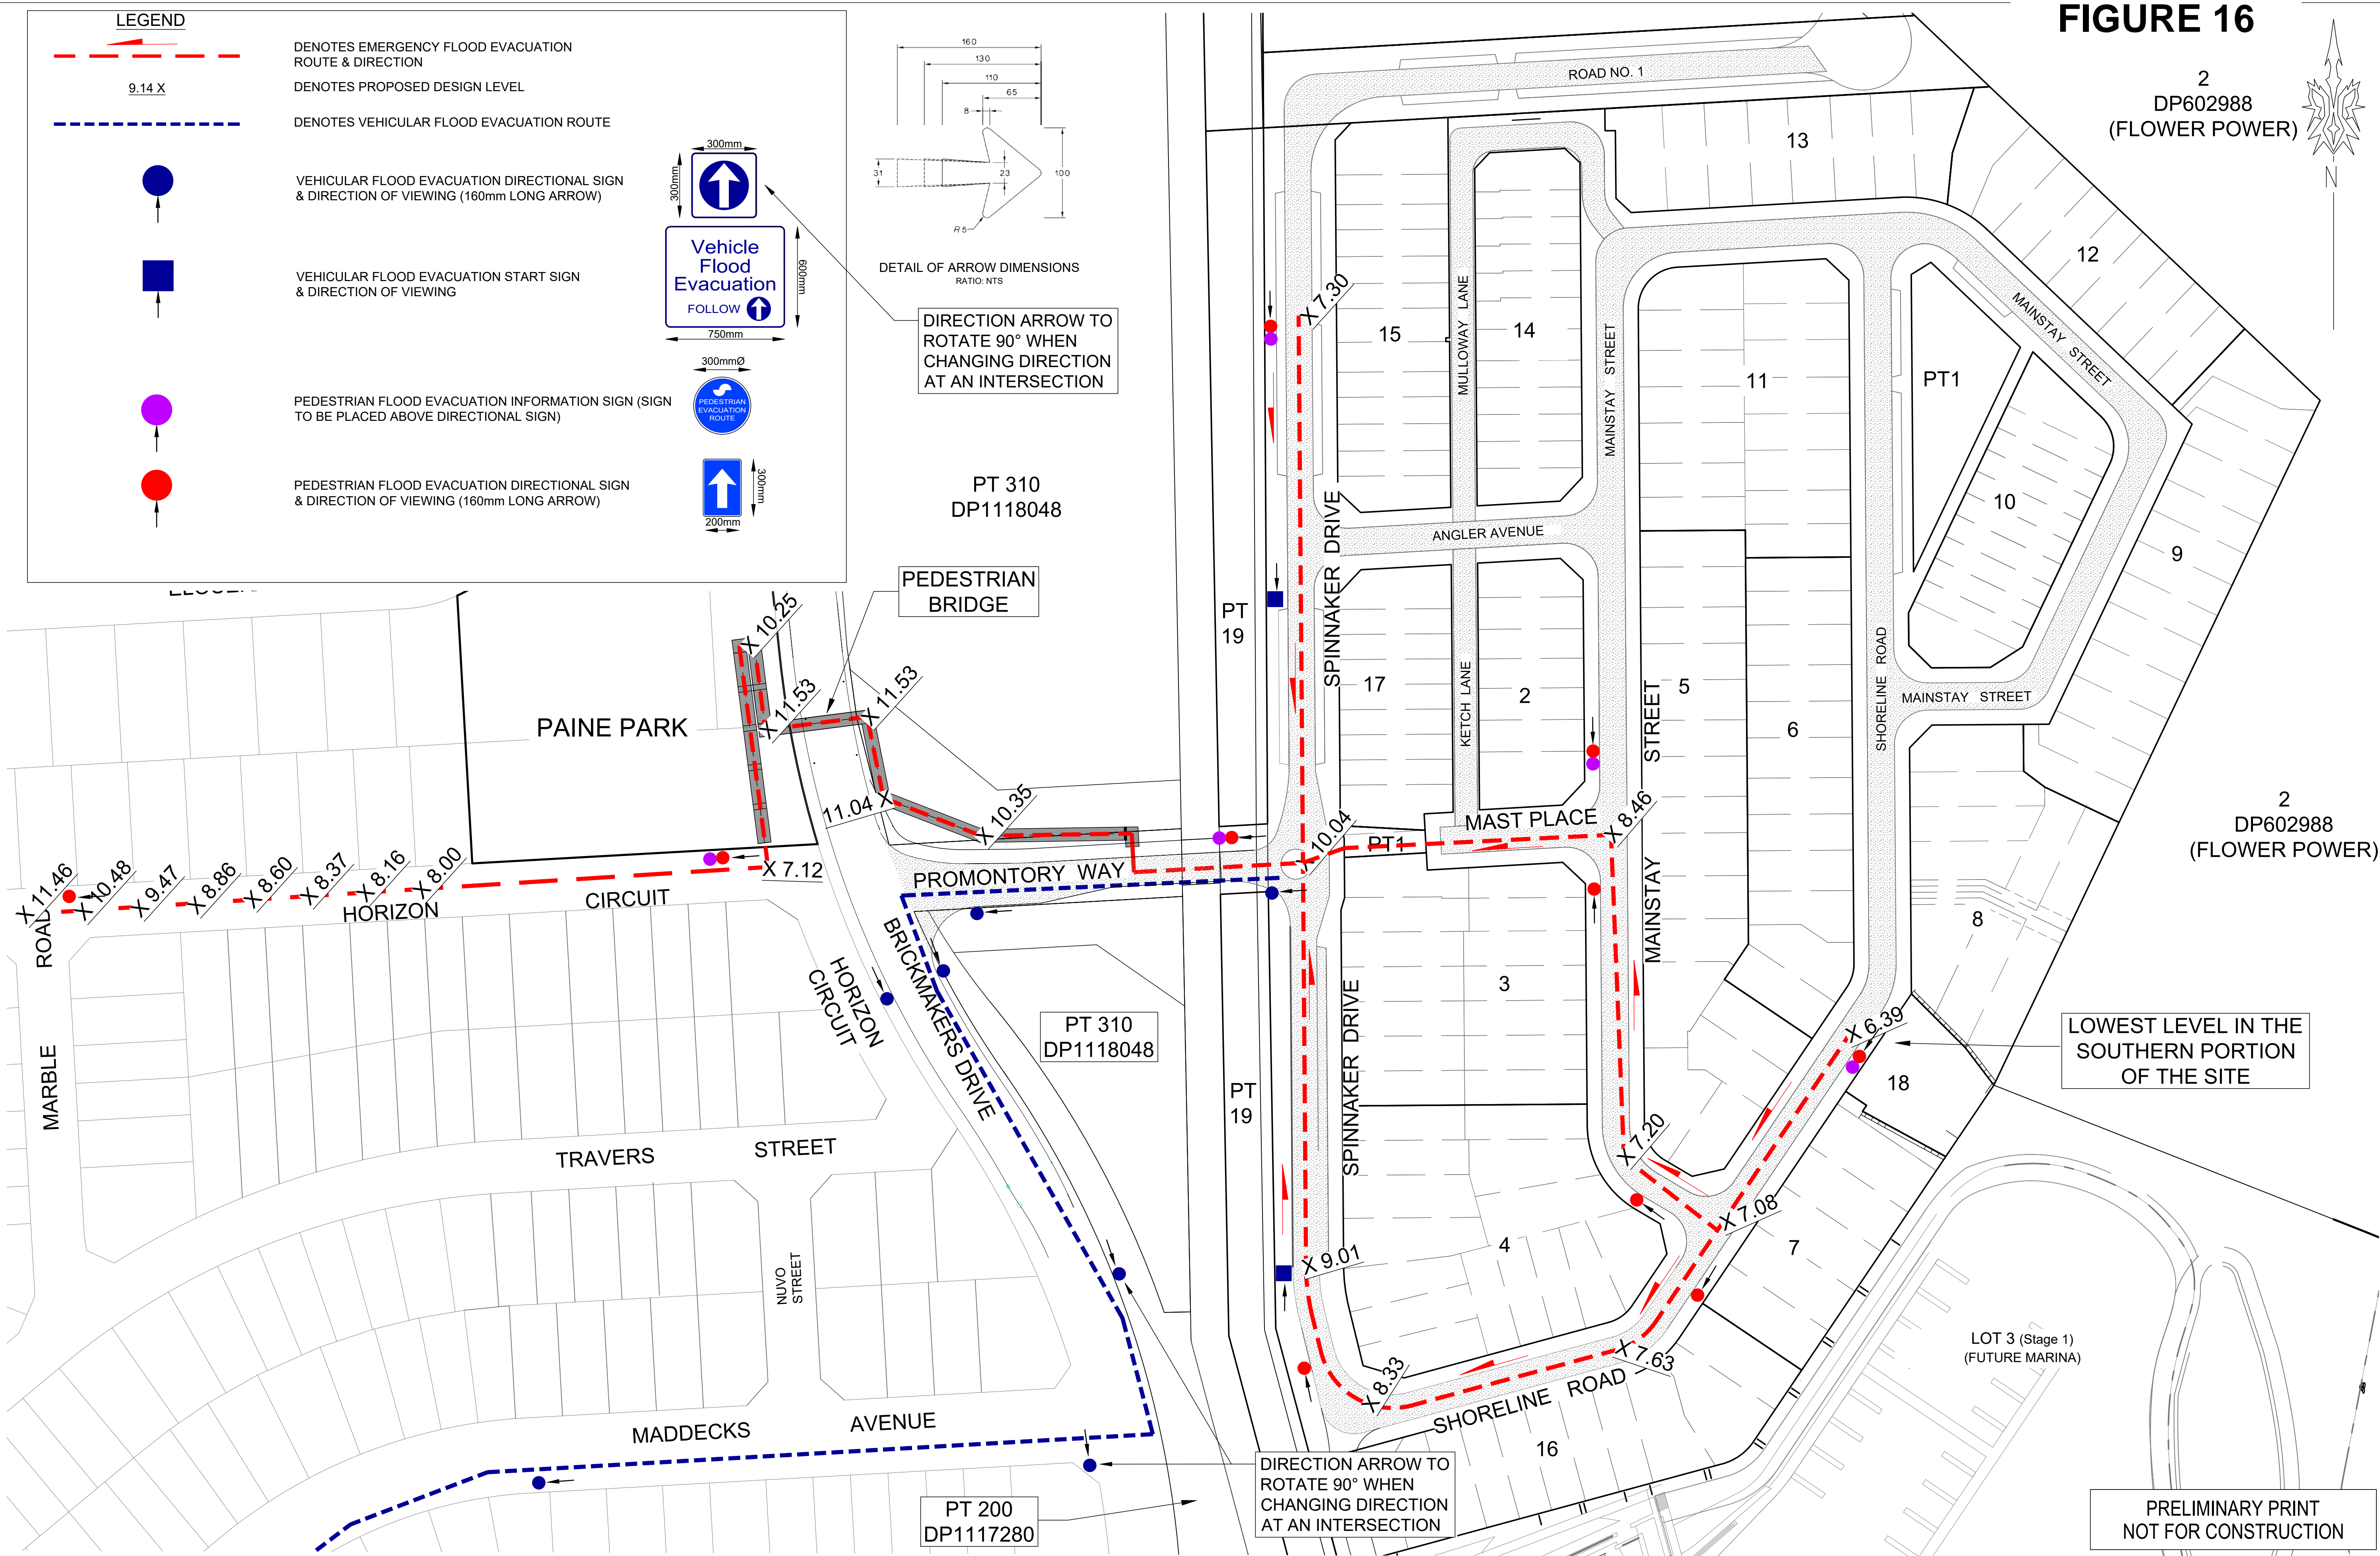 FIGURE 16
LEGEND
DENOTES EMERGENCY FLOOD EVACUATION
ROUTE & DIRECTION
9.14 X
DENOTES PROPOSED DESIGN LEVEL
DENOTES VEHICULAR FLOOD EVACUATION ROUTE
VEHICULAR FLOOD EVACUATION DIRECTIONAL SIGN
& DIRECTION OF VIEWING (160mm LONG ARROW)
300mm
300mm
VEHICULAR FLOOD EVACUATION START SIGN
& DIRECTION OF VIEWING
Vehicle
Flood
Evacuation
FOLLOW
600mm
750mm
PEDESTRIAN FLOOD EVACUATION INFORMATION SIGN (SIGN
TO BE PLACED ABOVE DIRECTIONAL SIGN)
300mmØ
PEDESTRIAN
EVACUATION
ROUTE
PEDESTRIAN FLOOD EVACUATION DIRECTIONAL SIGN
& DIRECTION OF VIEWING (160mm LONG ARROW)
300mm
200mm
160
130
110
65
8
31
23
100
R 5
DETAIL OF ARROW DIMENSIONS
RATIO: NTS
DIRECTION ARROW TO
ROTATE 90° WHEN
CHANGING DIRECTION
AT AN INTERSECTION
PT 310
DP1118048
PEDESTRIAN
BRIDGE
2
DP602988
(FLOWER POWER)
N
ROAD NO. 1
13
12
MAINSTAY STREET
X 7.30
15
MULLOWAY LANE
14
MAINSTAY STREET
11
PT1
10
9
SPINNAKER DRIVE
ANGLER AVENUE
PT
19
17
KETCH LANE
2
MAINSTAY STREET
5
6
SHORELINE ROAD
MAINSTAY STREET
PAINE PARK
X 10.25
X 11.53
X 11.53
11.04 X
X 10.35
X 10.04
PT1
MAST PLACE
X 8.46
2
DP602988
(FLOWER POWER)
8
X 11.46
X 10.48
X 9.47
X 8.86
X 8.60
X 8.37
X 8.16
X 8.00
X 7.12
HORIZON
CIRCUIT
PROMONTORY WAY
MARBLE ROAD
HORIZON
CIRCUIT
BRICKMAKERS DRIVE
PT 310
DP1118048
PT
19
SPINNAKER DRIVE
3
X 6.39
LOWEST LEVEL IN THE
SOUTHERN PORTION
OF THE SITE
18
TRAVERS STREET
NUVO
STREET
X 7.20
X 7.08
7
4
X 9.01
X 8.33
X 7.63
SHORELINE ROAD
16
LOT 3 (Stage 1)
(FUTURE MARINA)
MADDECKS AVENUE
DIRECTION ARROW TO
ROTATE 90° WHEN
CHANGING DIRECTION
AT AN INTERSECTION
PT 200
DP1117280
PRELIMINARY PRINT
NOT FOR CONSTRUCTION